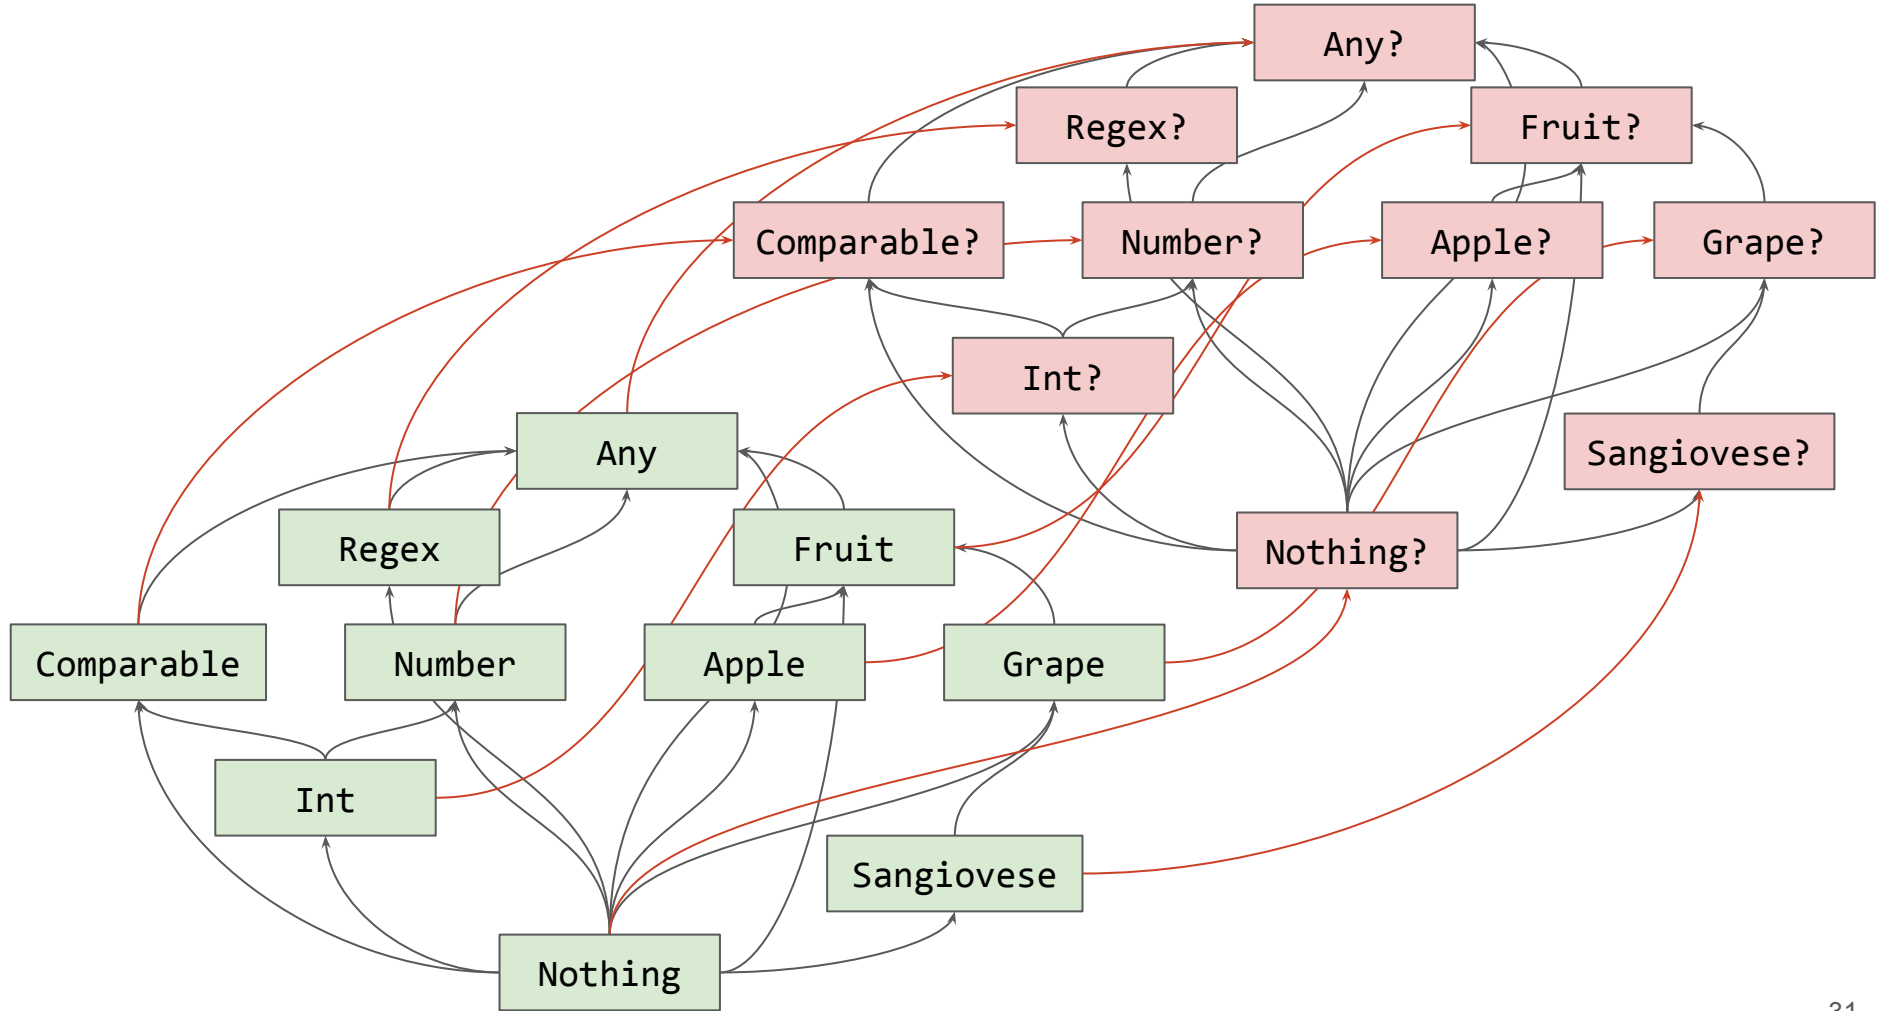 Any?
Regex?
Fruit?
Comparable?
Number?
Apple?
Grape?
Int?
Any
Sangiovese?
Regex
Fruit
Nothing?
Comparable
Number
Apple
Grape
Int
Sangiovese
Nothing
31